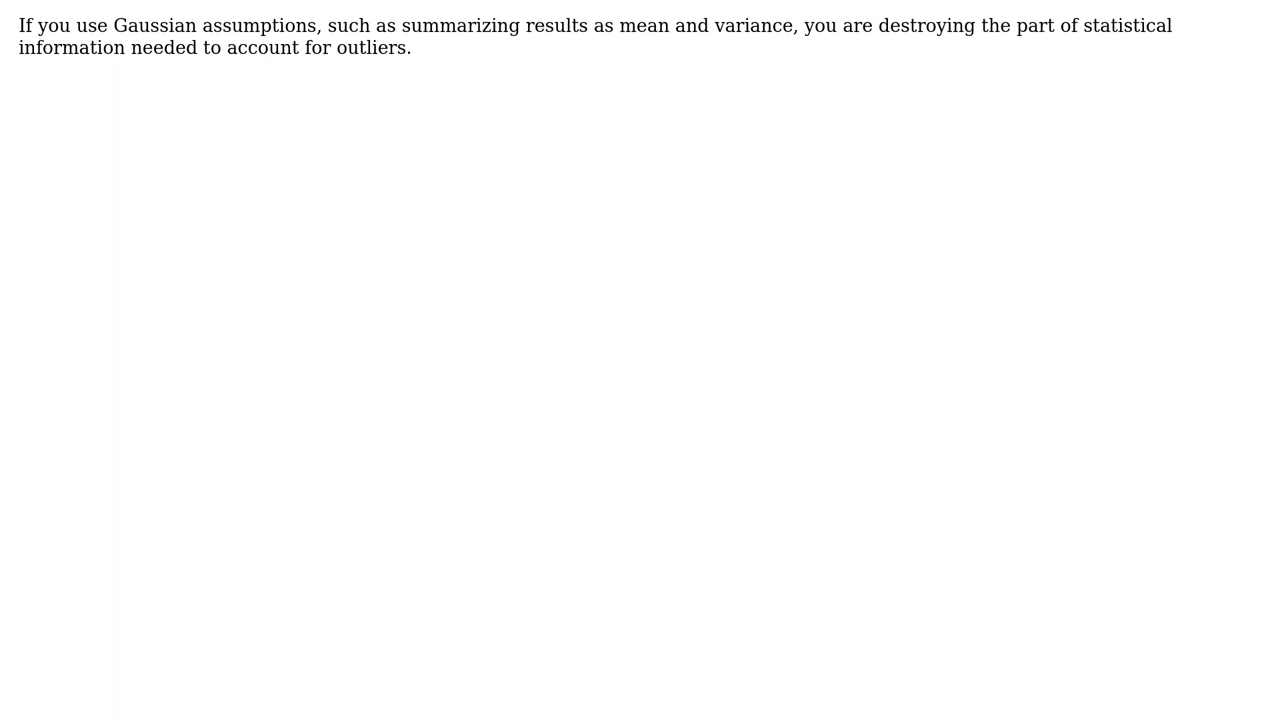 If you use Gaussian assumptions, such as summarizing results as mean and variance, you are destroying the part of statistical
information needed to account for outliers.